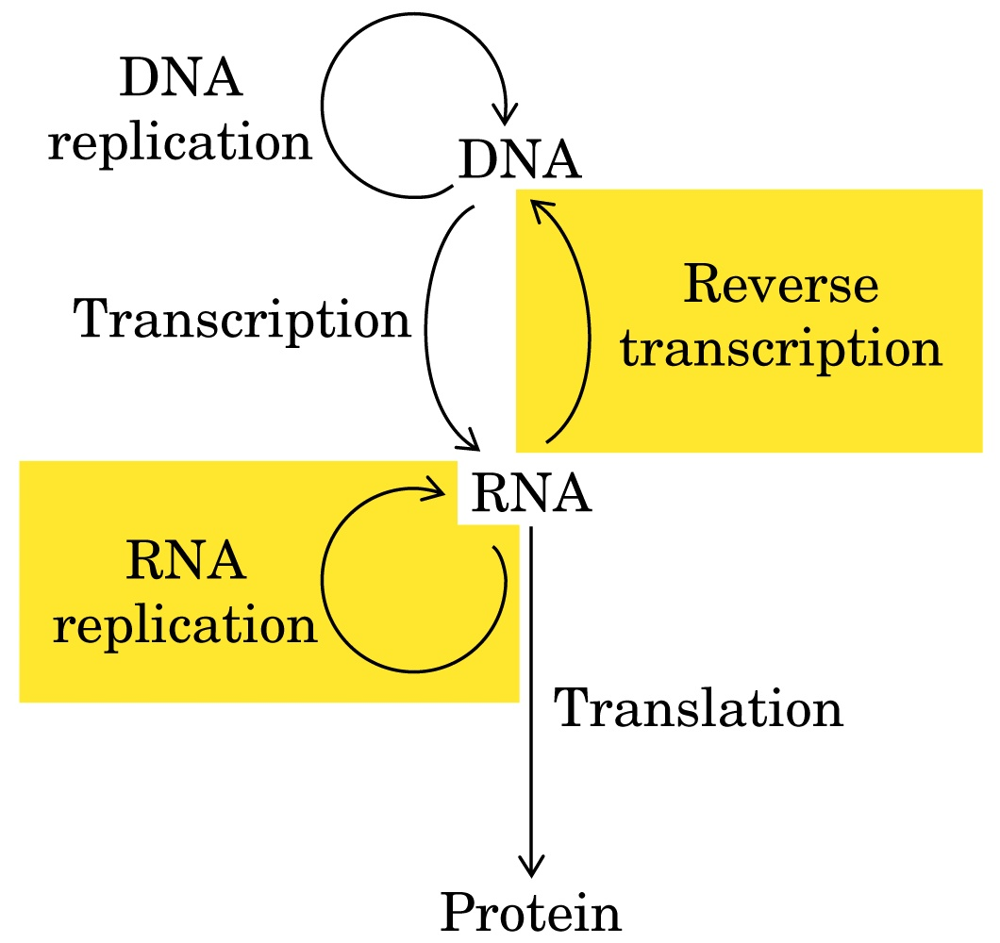 DNA
replication
DNA
Transcription
Reverse
transcription
RNA
RNA
replication
Translation
Protein